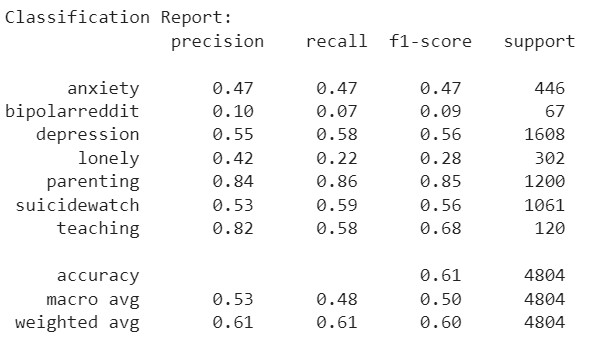 Classification Report:
precision recall f1-score support
anxiety 0.47 0.47 0.47 446
bipolarreddit 0.10 0.07 0.09 67
depression 0.55 0.58 0.56 1608
lonely 0.42 0.22 0.28 302
parenting 0.84 0.86 0.85 1200
suicidewatch 0.53 0.59 0.56 1061
teaching 0.82 0.58 0.68 120
accuracy 0.61 4804
macro avg 0.53 0.48 0.50 4804
weighted avg 0.61 0.61 0.60 4804